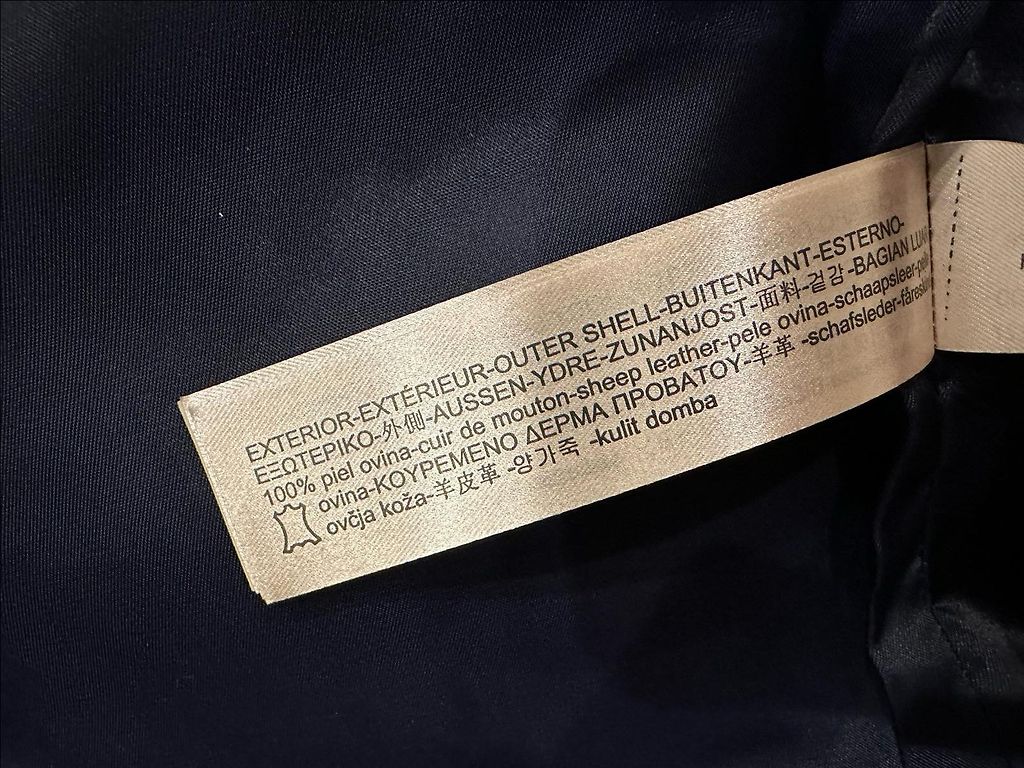 EXTERIOR-EXTÉRIEUR-OUTER SHELL-BUITENKANT-ESTERNO-
ΕΞΩΤΕΡΙΚΟ-外側-AUSSEN-YDRE-ZUNANJOST-面料-겉감-BAGIAN
100% piel ovina-cuir de mouton-sheep leather-pele ovina-schaapsleer-
ovina-ΚΟΥΡΕΜΕΝΟ ΔΕΡΜΑ ΠΡΟΒΑΤΟΥ-羊革 -schafsleder-
ovčja koža-羊皮革 -양가죽 -kulit domba